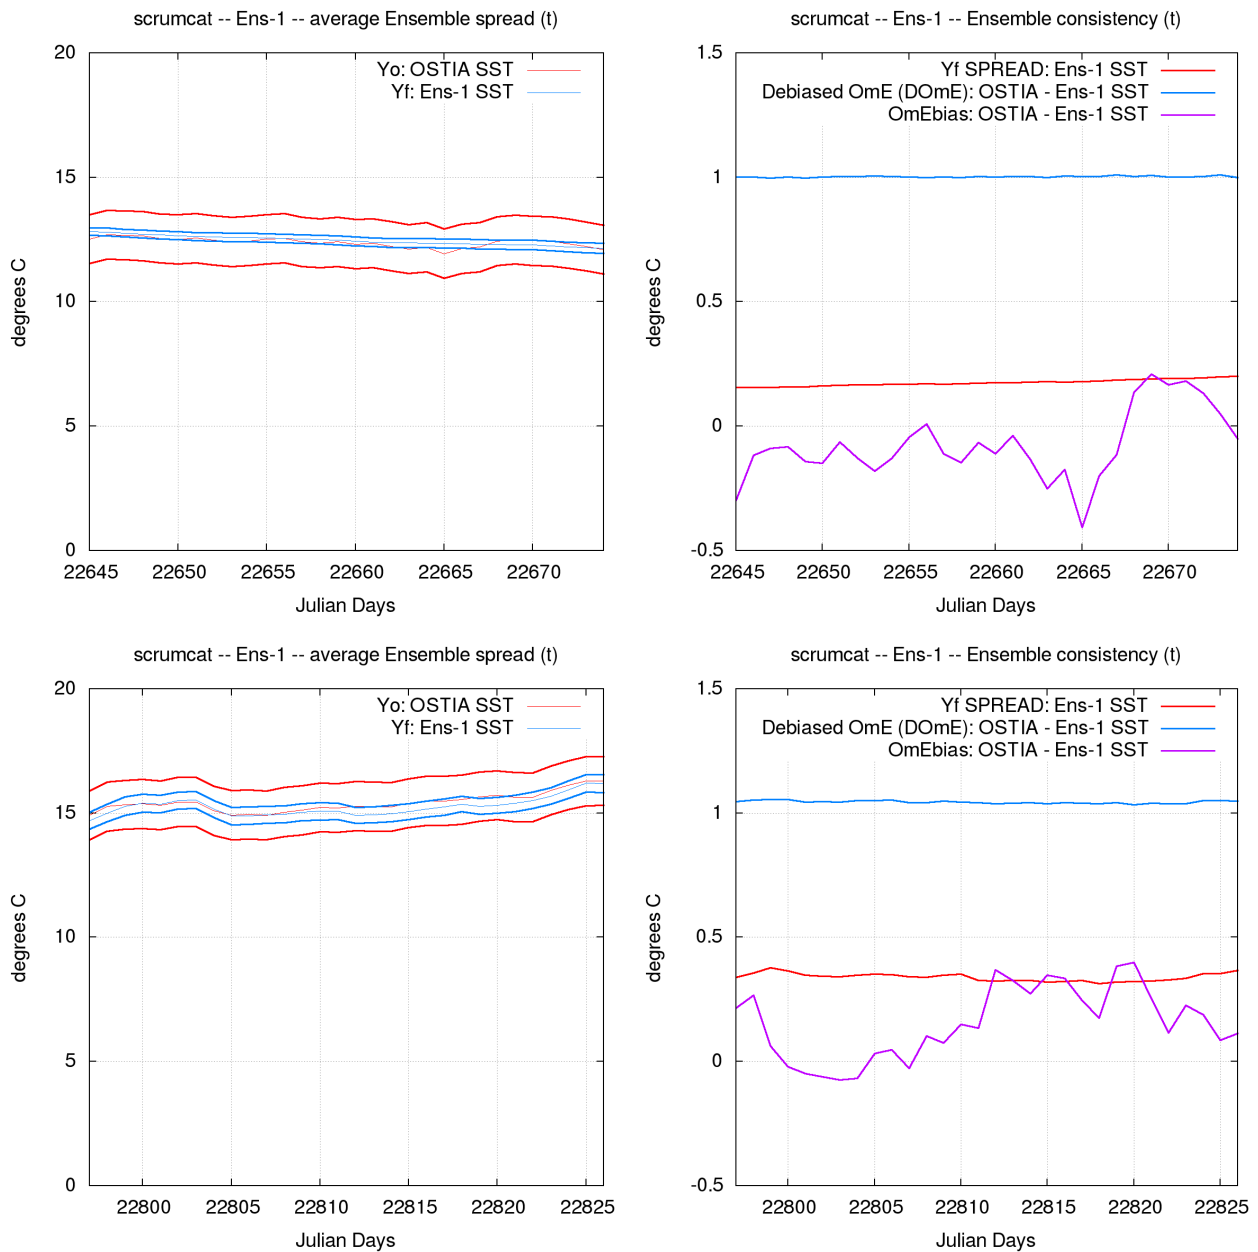 scrumcat -- Ens-1 -- average Ensemble spread (t)
20
15
10
5
0
degrees C
Yo: OSTIA SST
Yf: Ens-1 SST
22645 22650 22655 22660 22665 22670
Julian Days
scrumcat -- Ens-1 -- Ensemble consistency (t)
1.5
1
0.5
0
-0.5
degrees C
Yf SPREAD: Ens-1 SST
Debiased OmE (DOmE): OSTIA - Ens-1 SST
OmEbias: OSTIA - Ens-1 SST
22645 22650 22655 22660 22665 22670
Julian Days
scrumcat -- Ens-1 -- average Ensemble spread (t)
20
15
10
5
0
degrees C
Yo: OSTIA SST
Yf: Ens-1 SST
22800 22805 22810 22815 22820 22825
Julian Days
scrumcat -- Ens-1 -- Ensemble consistency (t)
1.5
1
0.5
0
-0.5
degrees C
Yf SPREAD: Ens-1 SST
Debiased OmE (DOmE): OSTIA - Ens-1 SST
OmEbias: OSTIA - Ens-1 SST
22800 22805 22810 22815 22820 22825
Julian Days